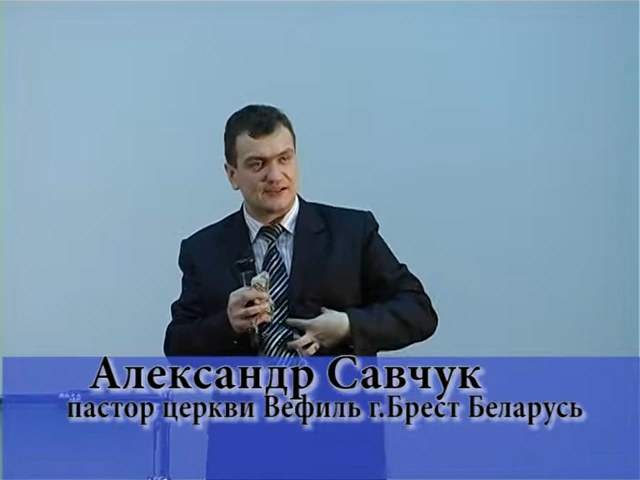 Александр Савчук
пастор церкви Вефиль г.Брест Беларусь